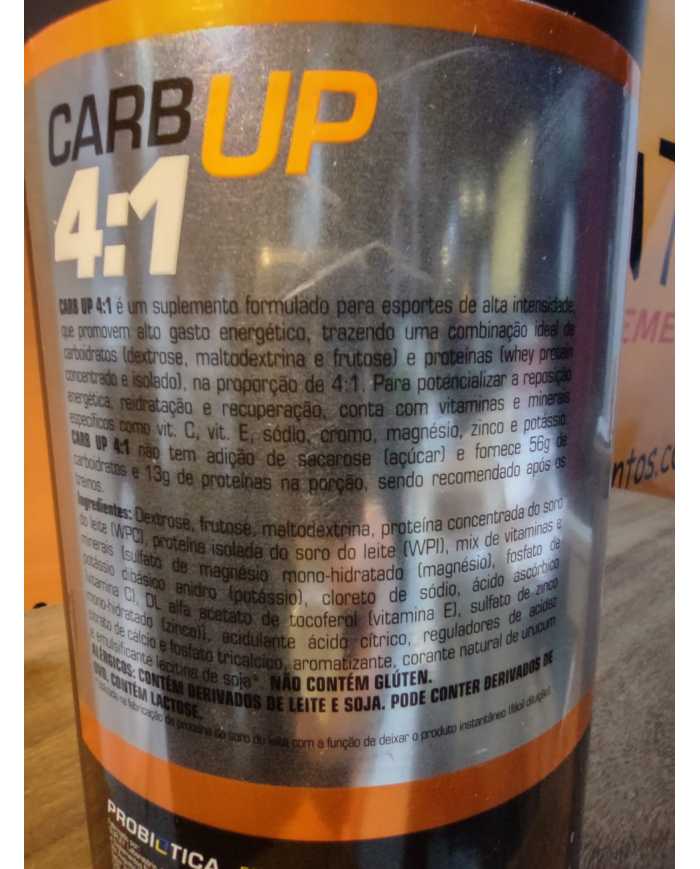 CARB UP
4:1
CARB UP 4:1 é um suplemento formulado para esportes de alta intensidade,
que promovem alto gasto energético, trazendo uma combinação ideal de
carboidratos (dextrose, maltodextrina e frutose) e proteínas (whey protein
concentrado e isolado), na proporção de 4:1. Para potencializar a reposição
energética, reidratação e recuperação, conta com vitaminas e minerais
específicos como vit. C, vit. E, sódio, cromo, magnésio, zinco e potássio.
CARB UP 4:1 não tem adição de sacarose (açúcar) e fornece 56g de
carboidratos e 13g de proteínas na porção, sendo recomendado após os
treinos.
Ingredientes: Dextrose, frutose, maltodextrina, proteína concentrada do soro
do leite (WPC), proteína isolada do soro do leite (WPI), mix de vitaminas e
minerais (sulfato de magnésio mono-hidratado (magnésio), fosfato de
potássio dibásico anidro (potássio), cloreto de sódio, ácido ascórbico
(vitamina C), DL alfa acetato de tocoferol (vitamina E), sulfato de zinco
mono-hidratado (zinco)), acidulante ácido cítrico, reguladores de acidez
citrato de cálcio e fosfato tricalcico, aromatizante, corante natural de urucum
e emulsificante lecitina de soja* NÃO CONTÉM GLÚTEN.
ALÉRGICOS: CONTÉM DERIVADOS DE LEITE E SOJA. PODE CONTER DERIVADOS DE
OVO. CONTÉM LACTOSE.
na fabricação da proteína do soro do leite com a função de deixar o produto instantâneo (fácil diluição).
PROBIOTICA
ntos.co
EME